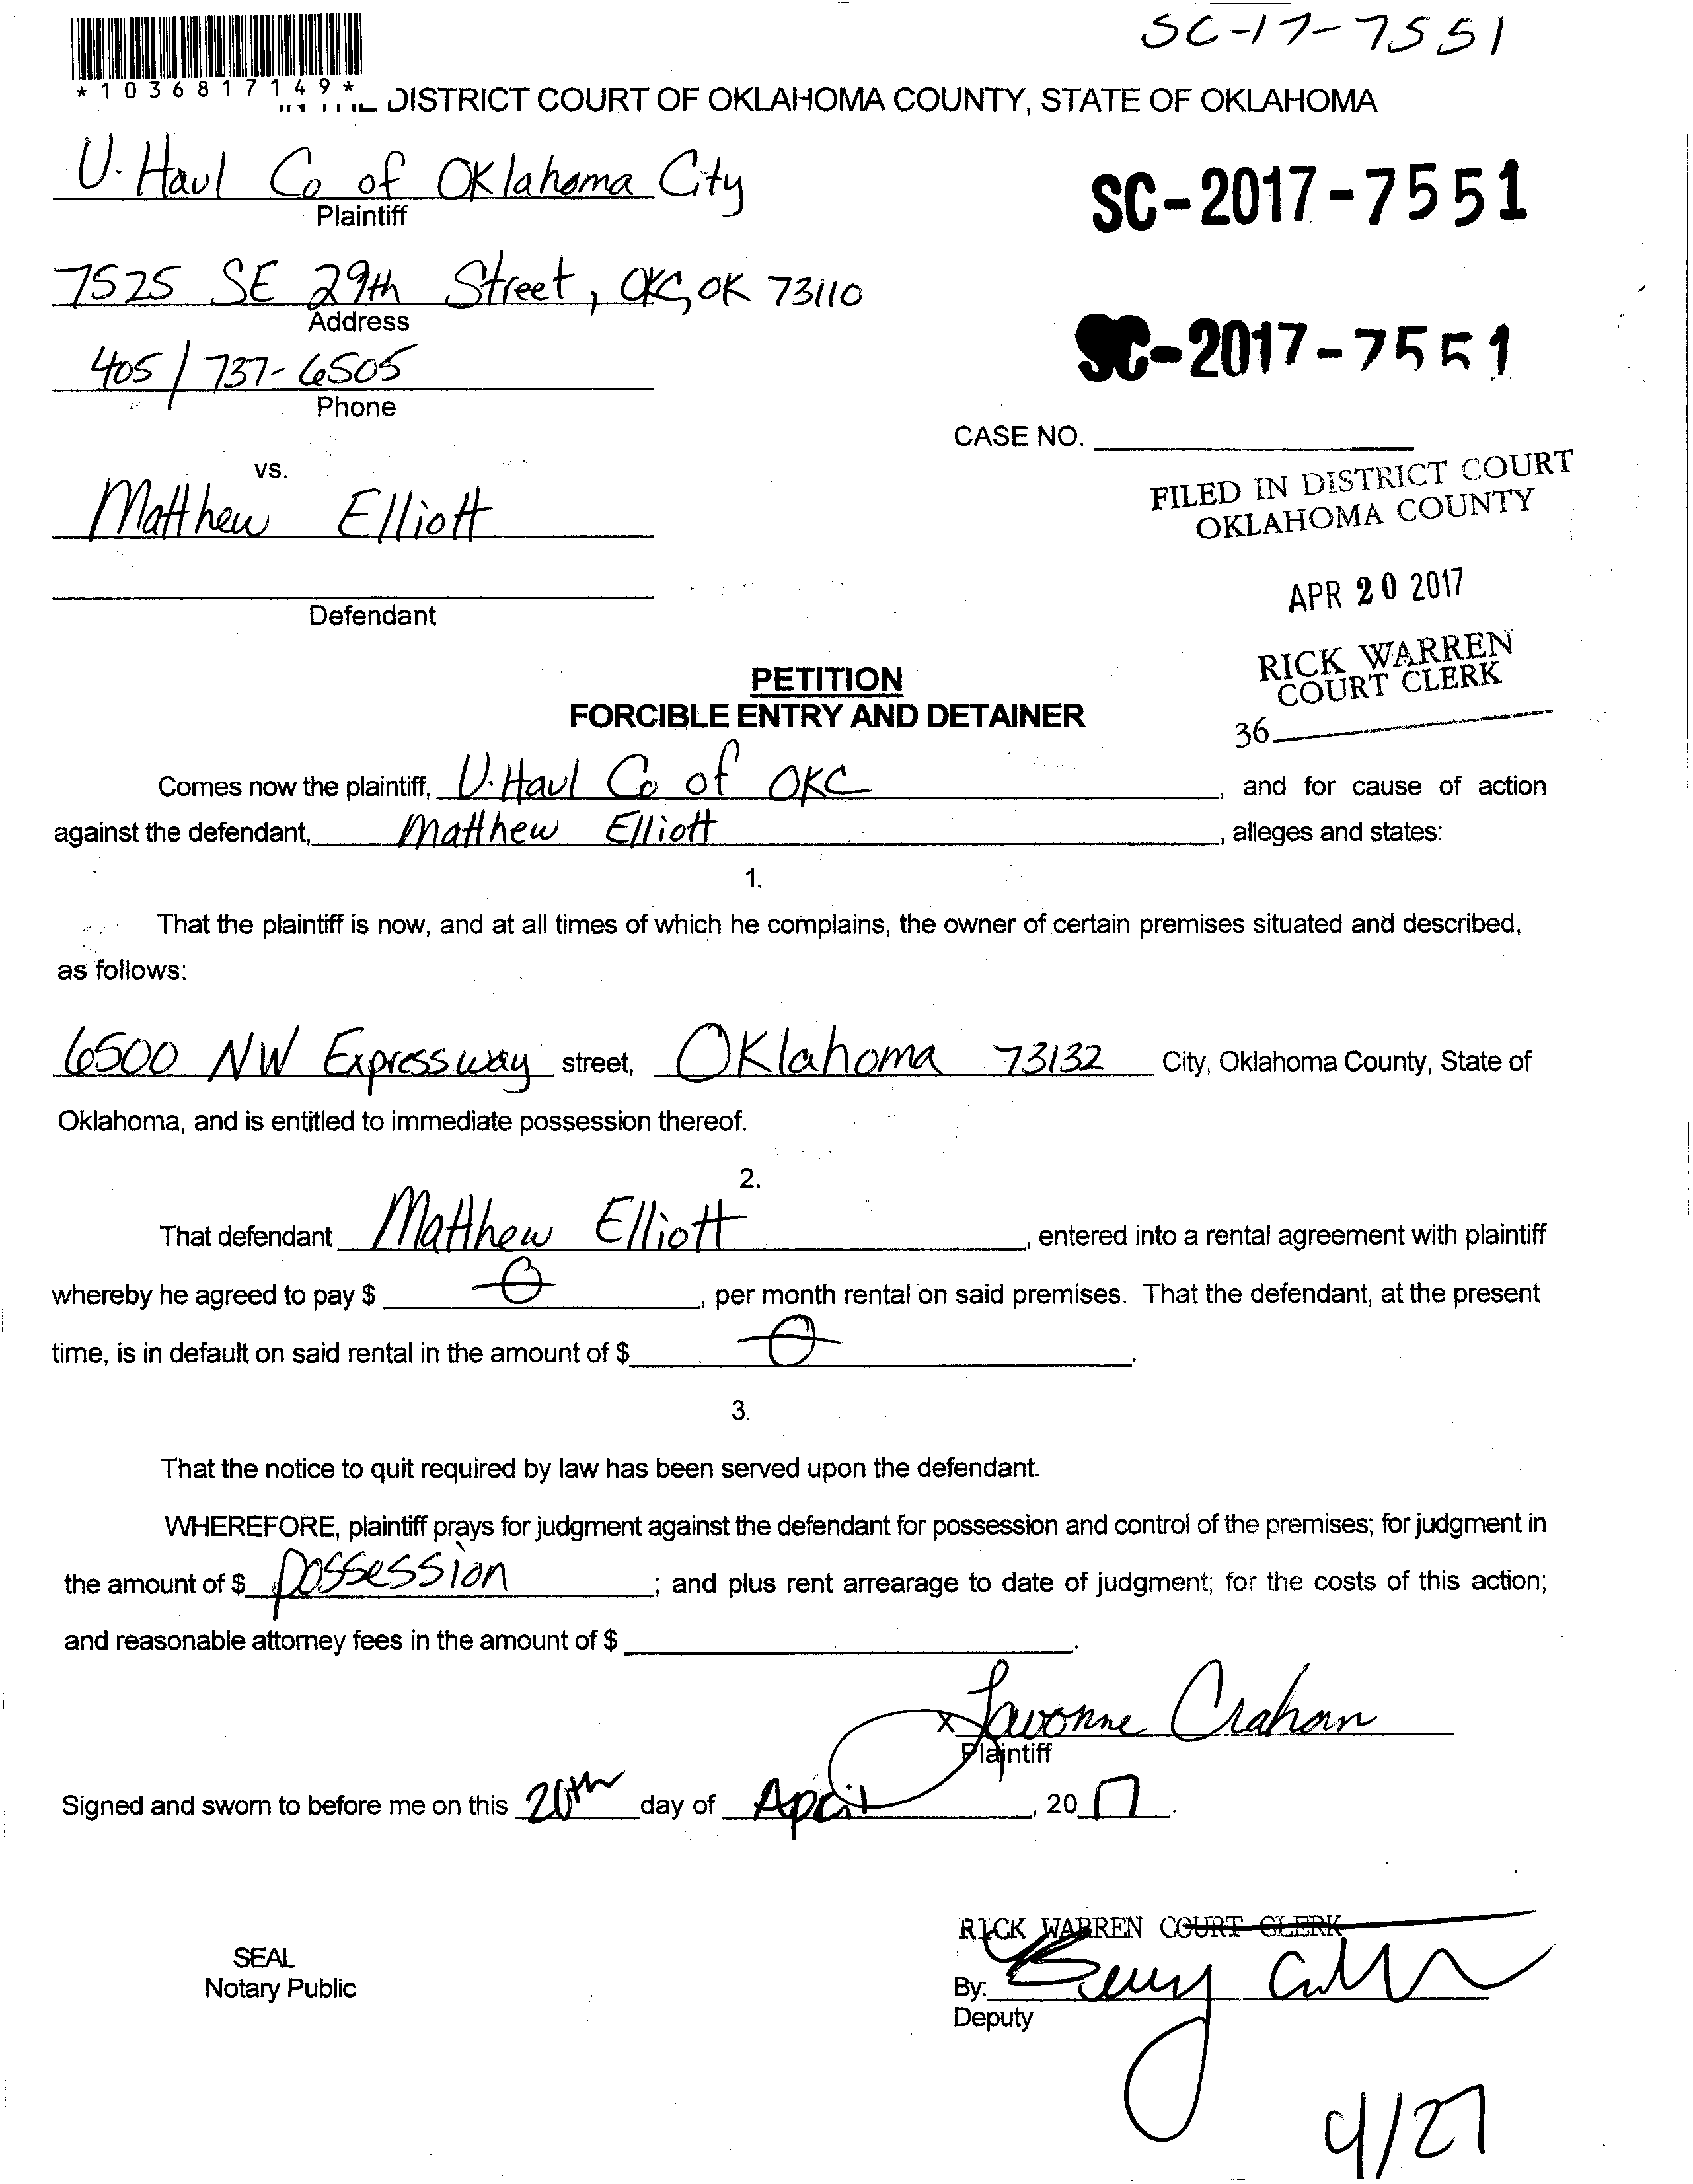 SC-17-7551
*1036817149*
DISTRICT COURT OF OKLAHOMA COUNTY, STATE OF OKLAHOMA
U-Haul Co of Oklahoma City
Plaintiff
SC-2017-7551
7525 SE 29th Street, OKC, OK 73110
Address
SC-2017-7551
405/737-6505
Phone
CASE NO.
vs.
FILED IN DISTRICT COURT
OKLAHOMA COUNTY
Matthew Elliott
Defendant
APR 20 2017
RICK WARREN
COURT CLERK
36
PETITION
FORCIBLE ENTRY AND DETAINER
Comes now the plaintiff, U-Haul Co of OKC, and for cause of action
against the defendant, Matthew Elliott, alleges and states:
1.
That the plaintiff is now, and at all times of which he complains, the owner of certain premises situated and described,
as follows:
6500 NW Expressway street, Oklahoma 73132 City, Oklahoma County, State of
Oklahoma, and is entitled to immediate possession thereof.
2.
That defendant Matthew Elliott, entered into a rental agreement with plaintiff
whereby he agreed to pay $ 0, per month rental on said premises. That the defendant, at the present
time, is in default on said rental in the amount of $ 0.
3.
That the notice to quit required by law has been served upon the defendant.
WHEREFORE, plaintiff prays for judgment against the defendant for possession and control of the premises; for judgment in
the amount of $ possession; and plus rent arrearage to date of judgment; for the costs of this action;
and reasonable attorney fees in the amount of $ .
x Lavonne Crahan
Plaintiff
Signed and sworn to before me on this 20th day of April, 2017.
RICK WARREN COURT CLERK
SEAL
Notary Public
By:
Deputy
4/27